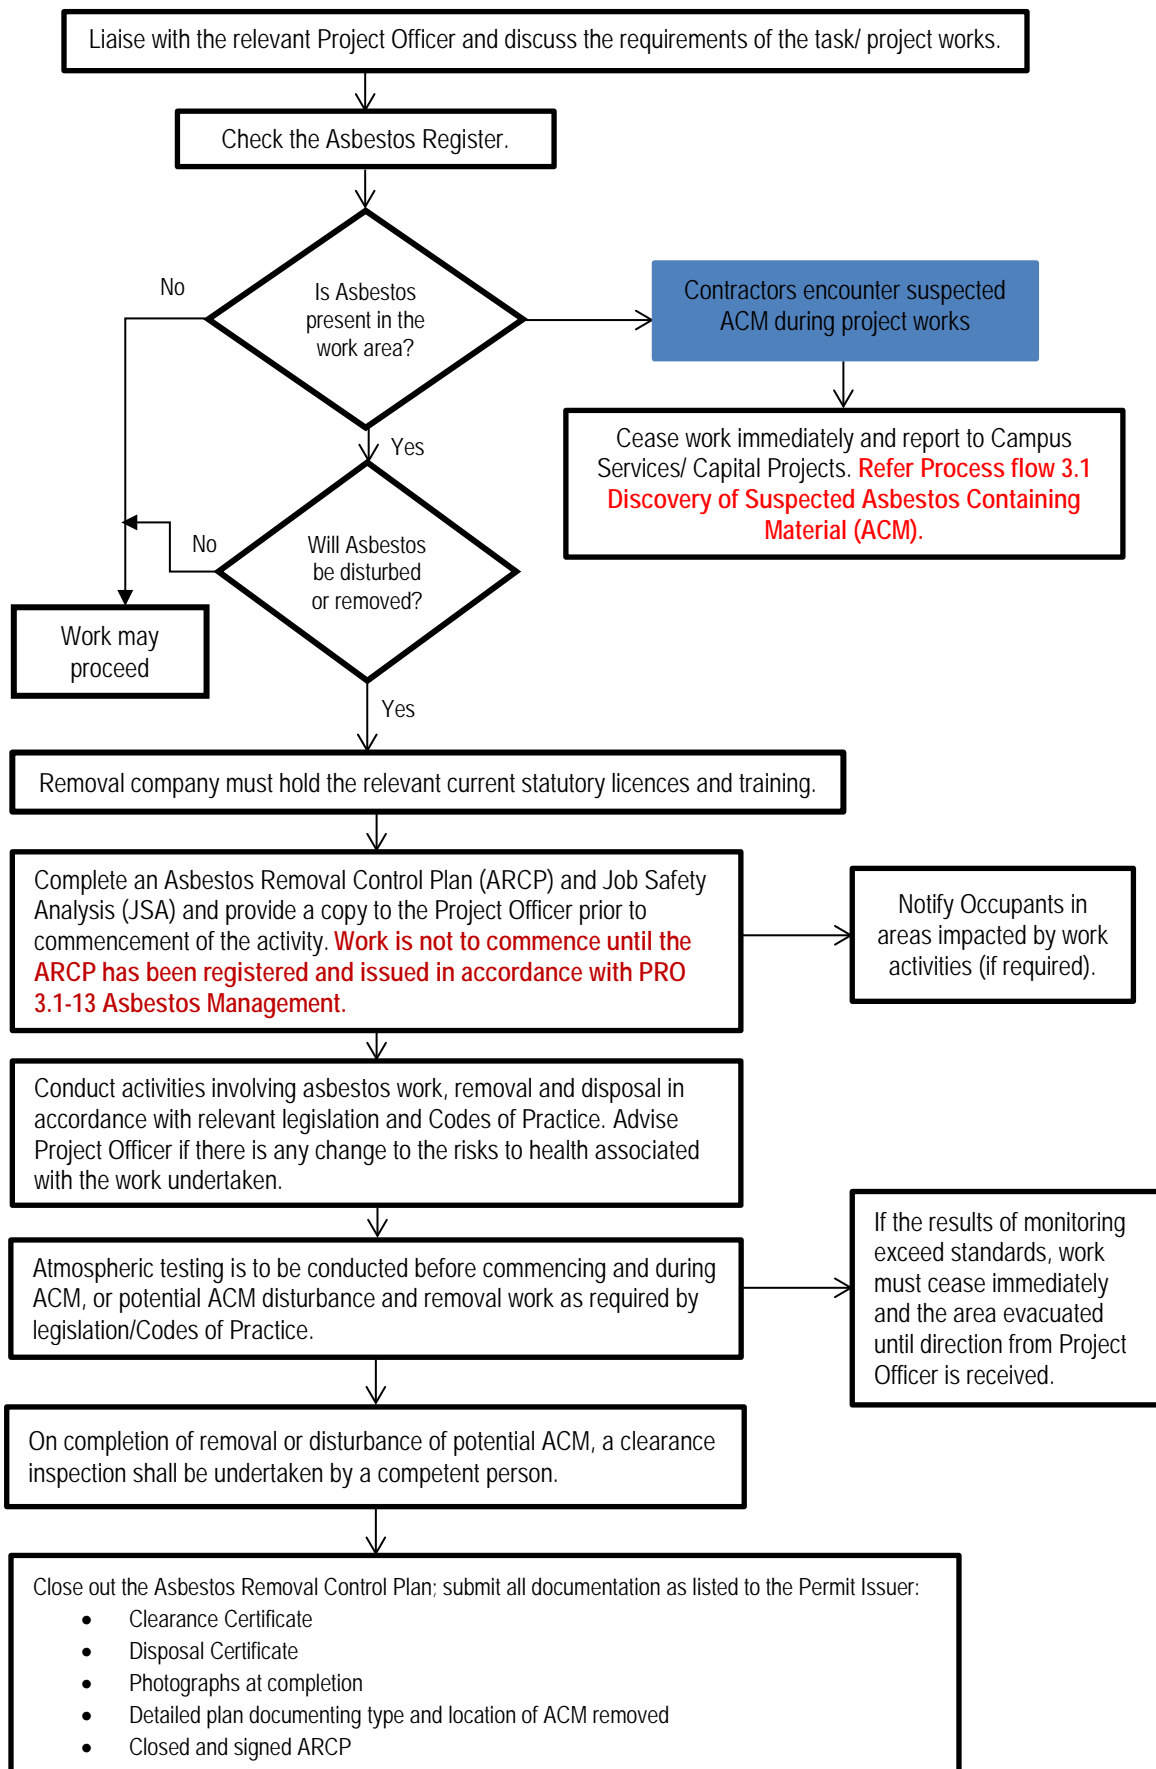 Liaise with the relevant Project Officer and discuss the requirements of the task/ project works.
Check the Asbestos Register.
No
Is Asbestos
present in the
work area?
Contractors encounter suspected
ACM during project works
Yes
Cease work immediately and report to Campus
Services/ Capital Projects. Refer Process flow 3.1
Discovery of Suspected Asbestos Containing
Material (ACM).
No
Will Asbestos
be disturbed
or removed?
Work may
proceed
Yes
Removal company must hold the relevant current statutory licences and training.
Complete an Asbestos Removal Control Plan (ARCP) and Job Safety
Analysis (JSA) and provide a copy to the Project Officer prior to
commencement of the activity. Work is not to commence until the
ARCP has been registered and issued in accordance with PRO
3.1-13 Asbestos Management.
Notify Occupants in
areas impacted by work
activities (if required).
Conduct activities involving asbestos work, removal and disposal in
accordance with relevant legislation and Codes of Practice. Advise
Project Officer if there is any change to the risks to health associated
with the work undertaken.
Atmospheric testing is to be conducted before commencing and during
ACM, or potential ACM disturbance and removal work as required by
legislation/Codes of Practice.
If the results of monitoring
exceed standards, work
must cease immediately
and the area evacuated
until direction from Project
Officer is received.
On completion of removal or disturbance of potential ACM, a clearance
inspection shall be undertaken by a competent person.
Close out the Asbestos Removal Control Plan; submit all documentation as listed to the Permit Issuer:
• Clearance Certificate
• Disposal Certificate
• Photographs at completion
• Detailed plan documenting type and location of ACM removed
• Closed and signed ARCP